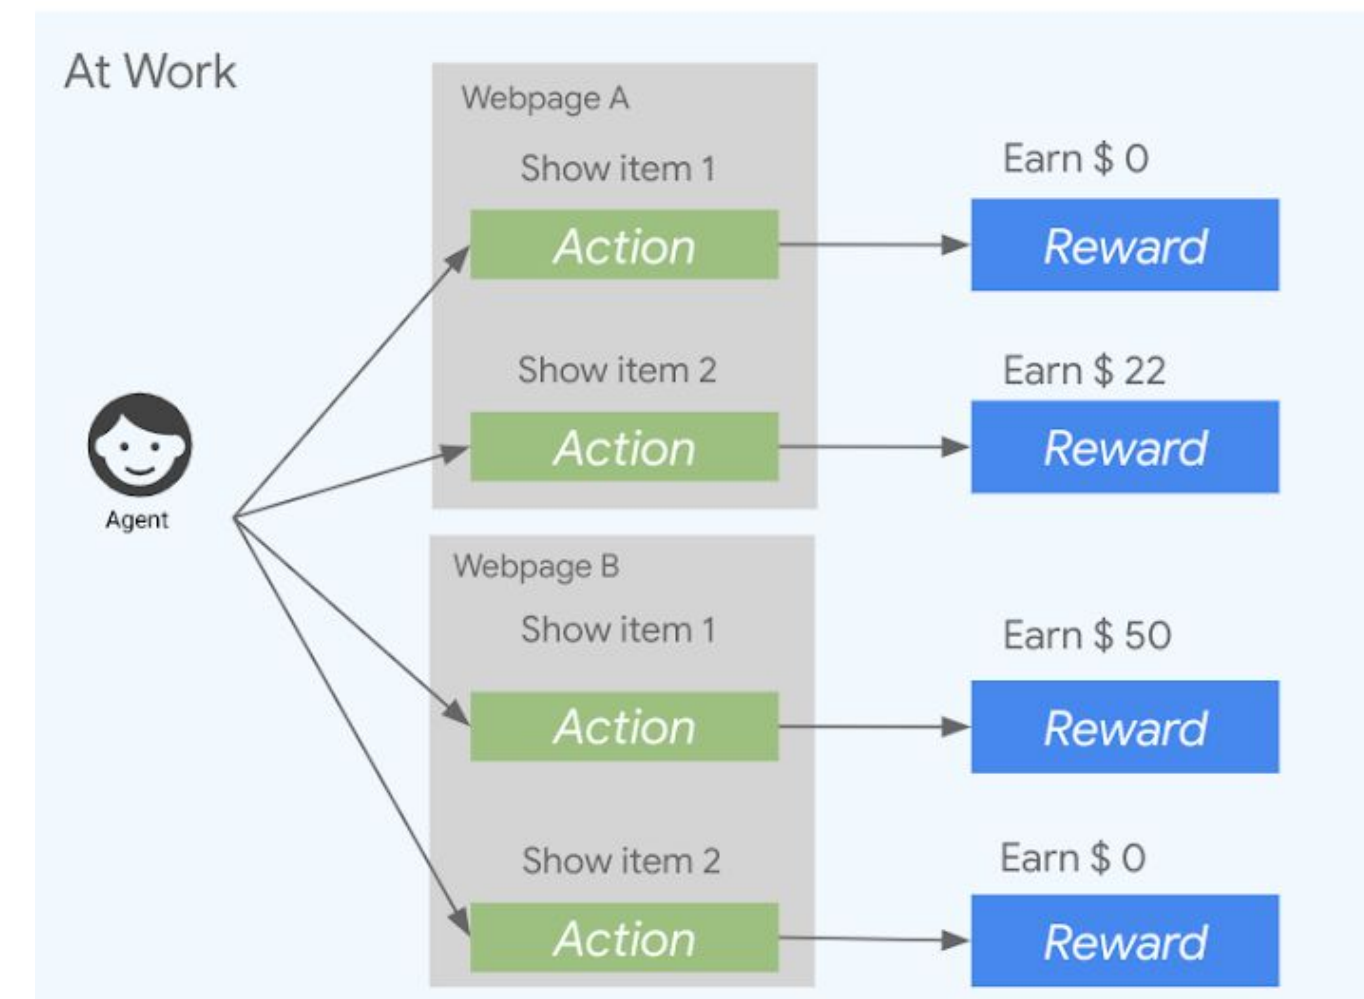 At Work
Webpage A
Show item 1
Action
Earn $ 0
Reward
Show item 2
Action
Earn $ 22
Reward
Agent
Webpage B
Show item 1
Action
Earn $ 50
Reward
Show item 2
Action
Earn $ 0
Reward